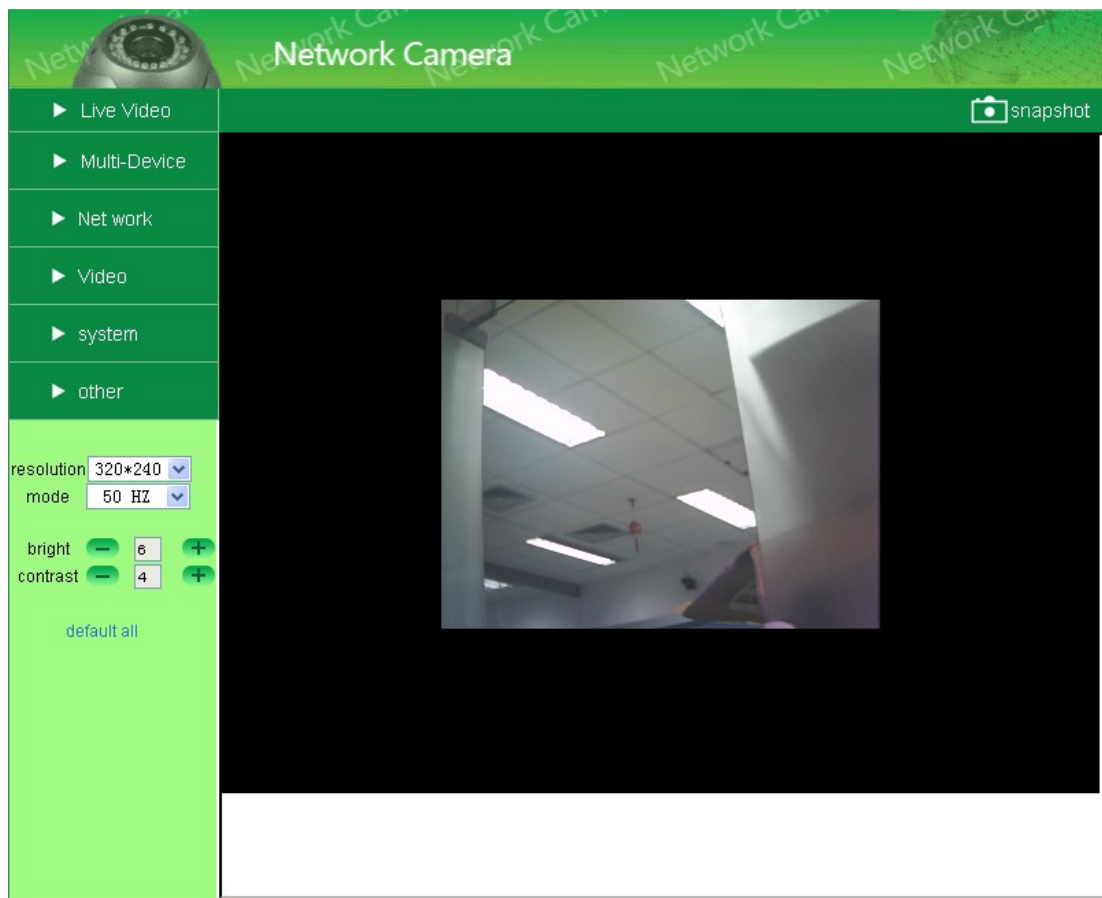 Network Camera
Live Video
snapshot
Multi-Device
Net work
Video
system
other
resolution 320*240
mode 50 HZ
bright 6
contrast 4
default all